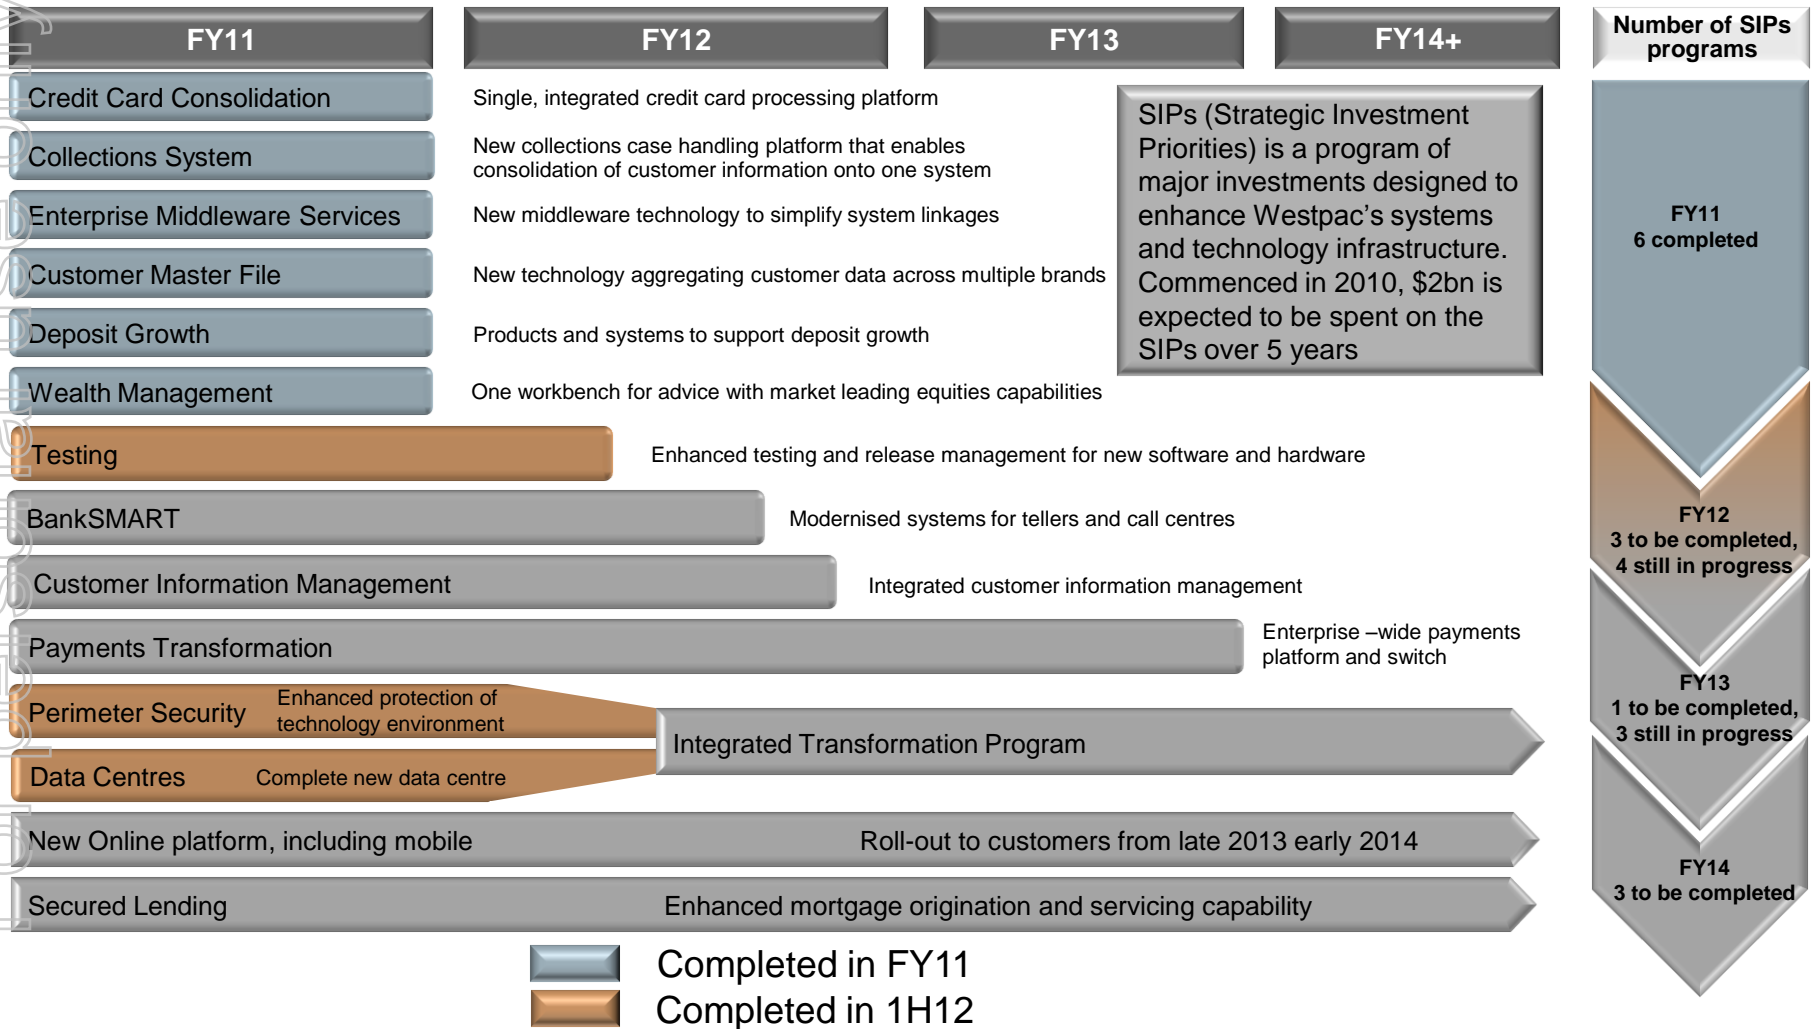 FY11
FY12
FY13
FY14+
Number of SIPs
programs
Credit Card Consolidation
Single, integrated credit card processing platform
Collections System
New collections case handling platform that enables
consolidation of customer information onto one system
Enterprise Middleware Services
New middleware technology to simplify system linkages
Customer Master File
New technology aggregating customer data across multiple brands
Deposit Growth
Products and systems to support deposit growth
Wealth Management
One workbench for advice with market leading equities capabilities
SIPs (Strategic Investment
Priorities) is a program of
major investments designed to
enhance Westpac's systems
and technology infrastructure.
Commenced in 2010, $2bn is
expected to be spent on the
SIPs over 5 years
Testing
Enhanced testing and release management for new software and hardware
BankSMART
Modernised systems for tellers and call centres
Customer Information Management
Integrated customer information management
Payments Transformation
Enterprise –wide payments
platform and switch
Perimeter Security
Enhanced protection of
technology environment
Data Centres
Complete new data centre
Integrated Transformation Program
New Online platform, including mobile
Roll-out to customers from late 2013 early 2014
Secured Lending
Enhanced mortgage origination and servicing capability
FY11
6 completed
FY12
3 to be completed,
4 still in progress
FY13
1 to be completed,
3 still in progress
FY14
3 to be completed
Completed in FY11
Completed in 1H12